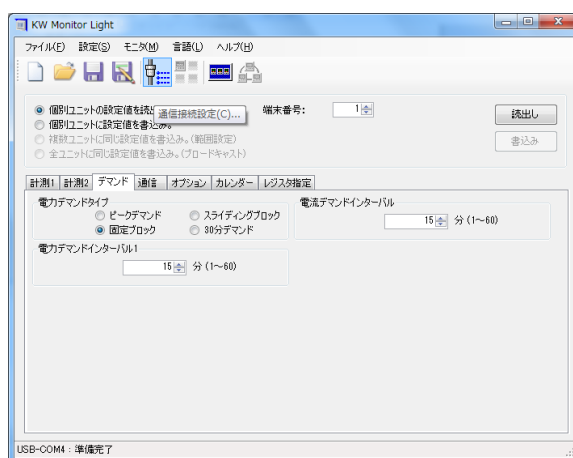 KW Monitor Light
ファイル(F) 設定(S) モニタ(M) 言語(L) ヘルプ(H)
個別ユニットの設定値を読 端末番号: 1 読出し
通信接続設定(C)...
個別ユニットに設定値を書込み。 書込み
複数ユニットに同じ設定値を書込み。(範囲設定)
全ユニットに同じ設定値を書込み。(ブロードキャスト)
計測1 計測2 デマンド 通信 オプション カレンダー レジスタ指定
電力デマンドタイプ 電流デマンドインターバル
ピークデマンド スライディングブロック 15 分 (1~60)
固定ブロック 30分デマンド
電力デマンドインターバル1
15 分 (1~60)
USB-COM4 : 準備完了